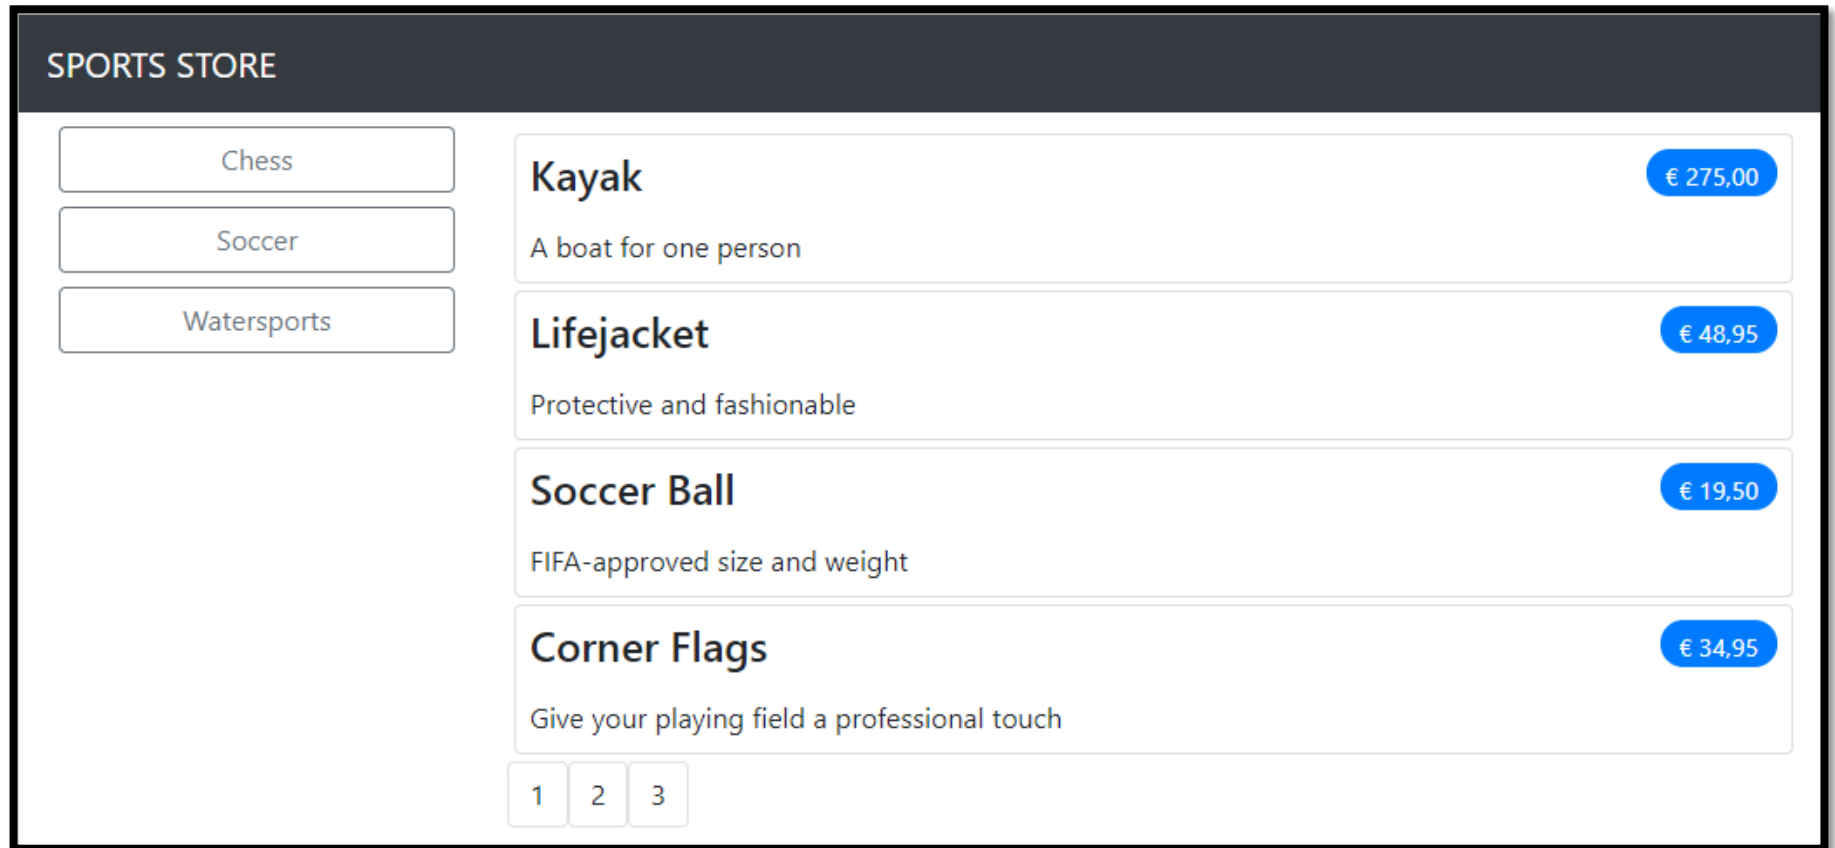 SPORTS STORE
Chess
Soccer
Watersports
Kayak
€ 275,00
A boat for one person
Lifejacket
€ 48,95
Protective and fashionable
Soccer Ball
€ 19,50
FIFA-approved size and weight
Corner Flags
€ 34,95
Give your playing field a professional touch
1 2 3